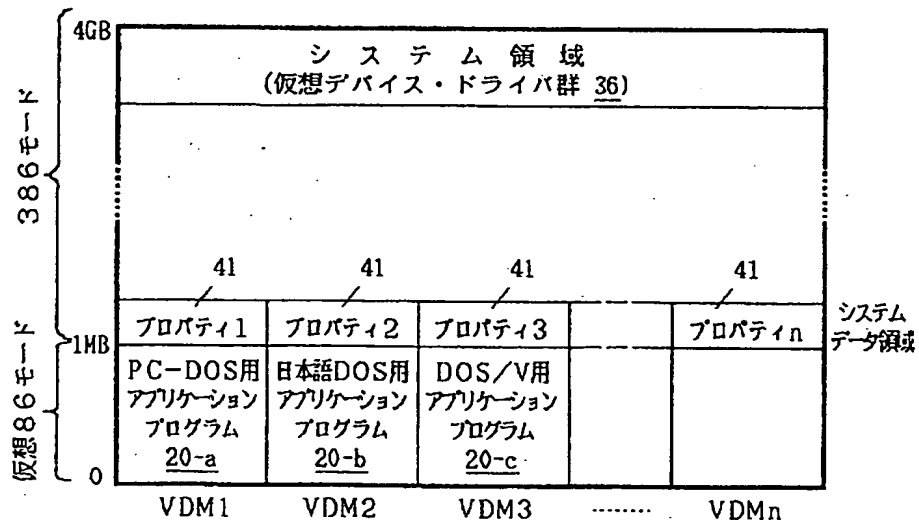 4GB
システム領域
(仮想デバイス・ドライバ群 36)
386モード
41 41 41 41
プロパティ1 プロパティ2 プロパティ3 プロパティn
システム
データ領域
1MB
仮想86モード
PC-DOS用
アプリケーション
プログラム
20-a
日本語DOS用
アプリケーション
プログラム
20-b
DOS/V用
アプリケーション
プログラム
20-c
0
VDM1 VDM2 VDM3 ........ VDMn